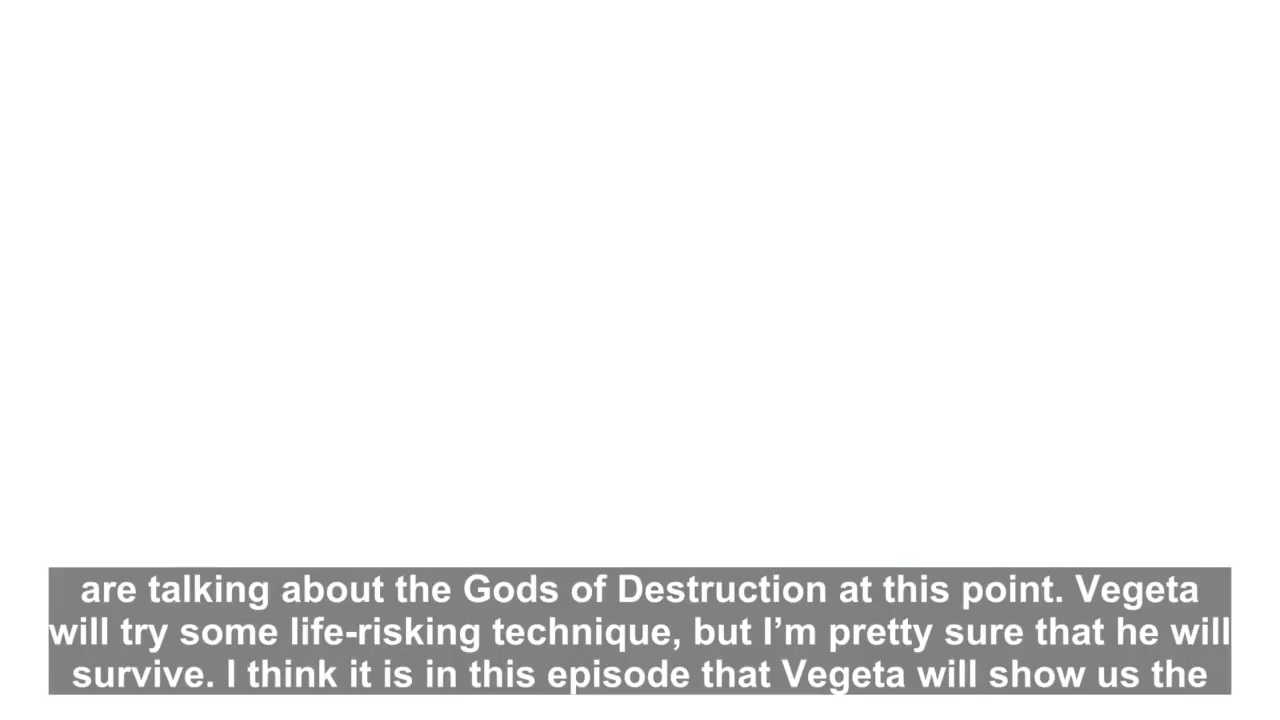 are talking about the Gods of Destruction at this point. Vegeta
will try some life-risking technique, but I’m pretty sure that he will
survive. I think it is in this episode that Vegeta will show us the